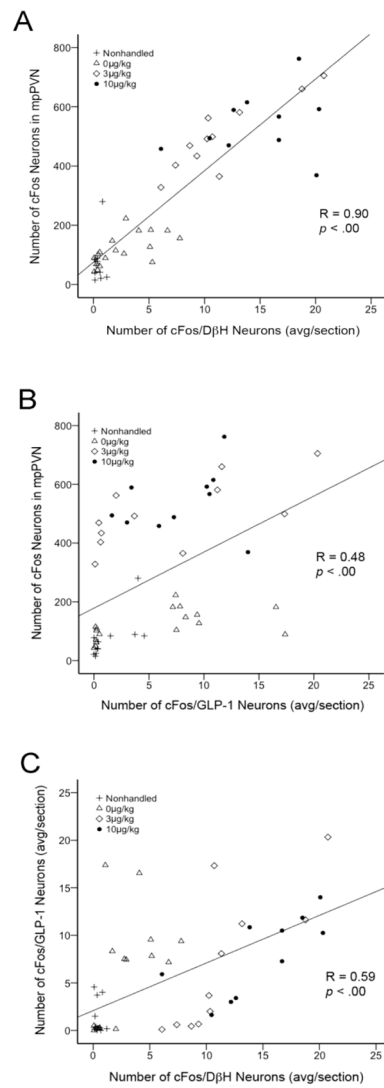 A
Number of cFos Neurons in mpPVN
800
600
400
200
0
Nonhandled
0µg/kg
3µg/kg
10µg/kg
R = 0.90
p < .00
0 5 10 15 20 25
Number of cFos/DβH Neurons (avg/section)
B
Number of cFos Neurons in mpPVN
800
600
400
200
0
Nonhandled
0µg/kg
3µg/kg
10µg/kg
R = 0.48
p < .00
0 5 10 15 20 25
Number of cFos/GLP-1 Neurons (avg/section)
C
Number of cFos/GLP-1 Neurons (avg/section)
25
20
15
10
5
0
Nonhandled
0µg/kg
3µg/kg
10µg/kg
R = 0.59
p < .00
0 5 10 15 20 25
Number of cFos/DβH Neurons (avg/section)